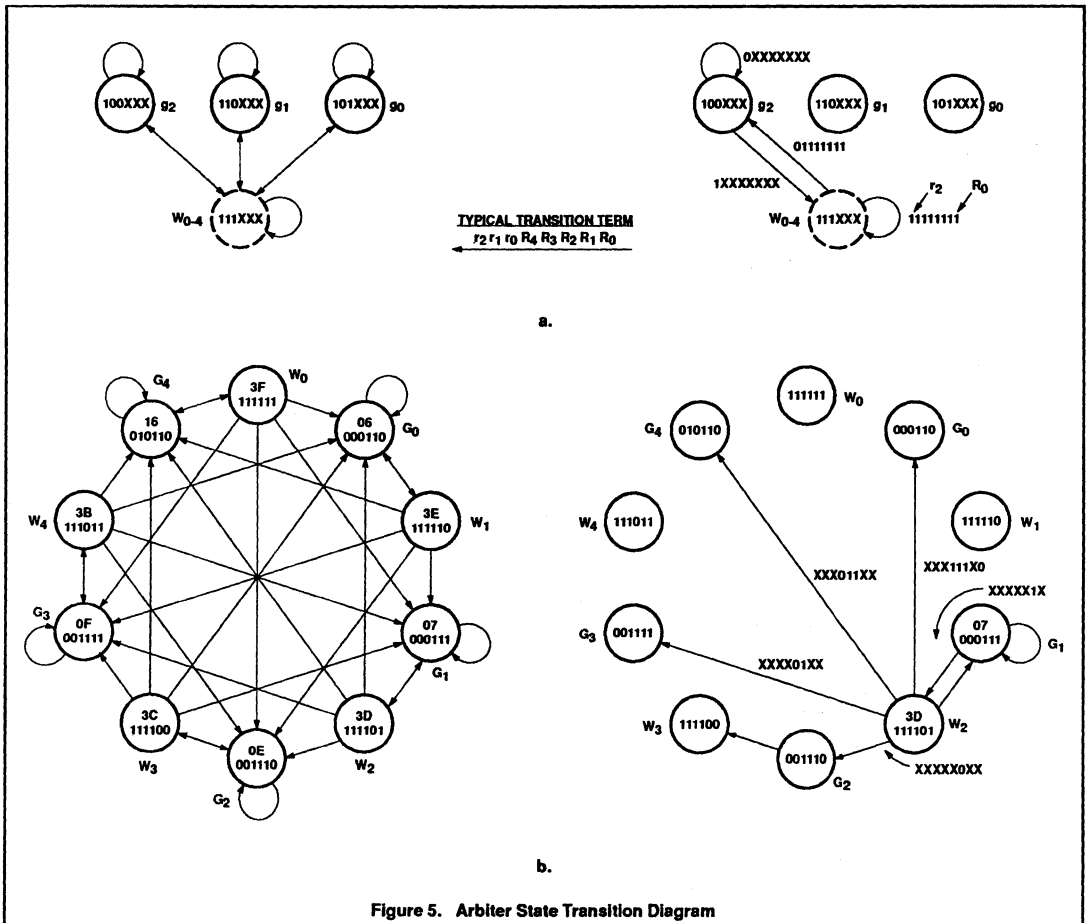 100XXX g2
110XXX g1
101XXX g0
W0-4 111XXX
TYPICAL TRANSITION TERM
r2 r1 r0 R4 R3 R2 R1 R0
0XXXXXXX
100XXX g2
110XXX
101XXX g0
01111111
1XXXXXXX
r2 R0
W0-4 111XXX
11111111
a.
G4
3F
111111
W0
16
010110
06
000110
G0
3B
111011
W4
3E
111110
W1
G3
0F
001111
07
000111
G1
3C
111100
W3
0E
001110
G2
3D
111101
W2
111111 W0
G4 010110
000110 G0
W4 111011
111110 W1
XXX011XX
XXX111X0
XXXXX1X
G3 001111
07
000111
G1
XXXX01XX
W3 111100
3D
111101
W2
001110
G2
XXXXX0XX
b.
Figure 5. Arbiter State Transition Diagram